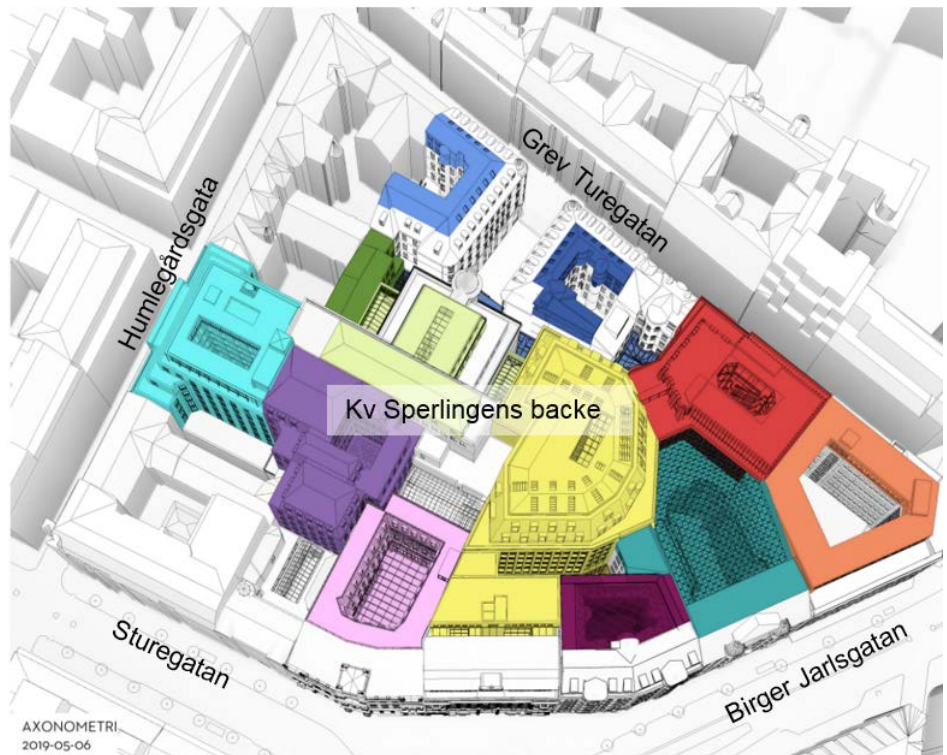 Grev Turegatan
Humlegårdsgata
Kv Sperlingens backe
Sturegatan
Birger Jarlsgatan
AXONOMETRI
2019-05-06